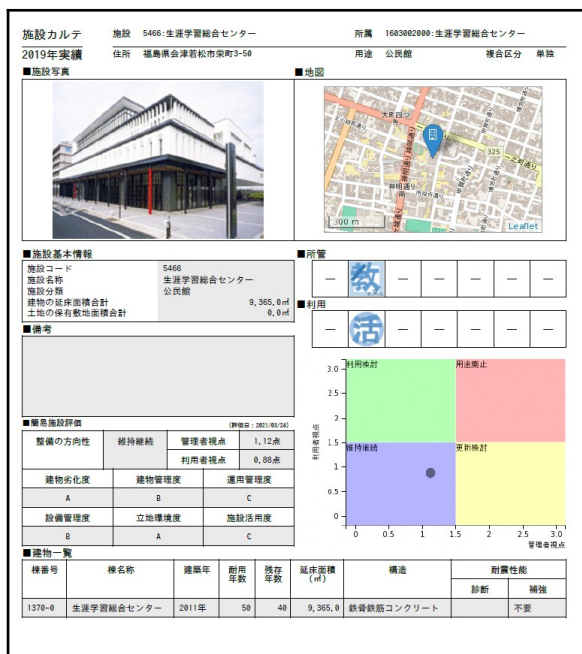 施設カルテ 施設 5466:生涯学習総合センター 所属 1603002000:生涯学習総合センター
2019年実績 住所 福島県会津若松市栄町3-50 用途 公民館 複合区分 単独
■施設写真 ■地図
大町四つ
神明通り
南
325
300 m
Leaflet
■施設基本情報 ■所管
施設コード 5466
施設名称 生涯学習総合センター
施設分類 公民館
建物の延床面積合計 9,365.0㎡
土地の保有敷地面積合計 0.0㎡
— 教 — — — — —
■利用
— 活 — — — — —
■備考
■簡易施設評価 (評価日:2021/03/24)
整備の方向性 維持継続 管理者視点 1.12点
利用者視点 0.88点
建物劣化度 建物管理度 運用管理度
A B C
設備管理度 立地環境度 施設活用度
B A C
利用検討 用途廃止
維持継続 更新検討
利用者視点
3.0
2.5
2
1.5
1
0.5
0
0 0.5 1 1.5 2 2.5 3.0
管理者視点
■建物一覧
棟番号 棟名称 建築年 耐用年数 残存年数 延床面積(㎡) 構造 耐震性能
診断 補強
1370-0 生涯学習総合センター 2011年 50 40 9,365.0 鉄骨鉄筋コンクリート 不要